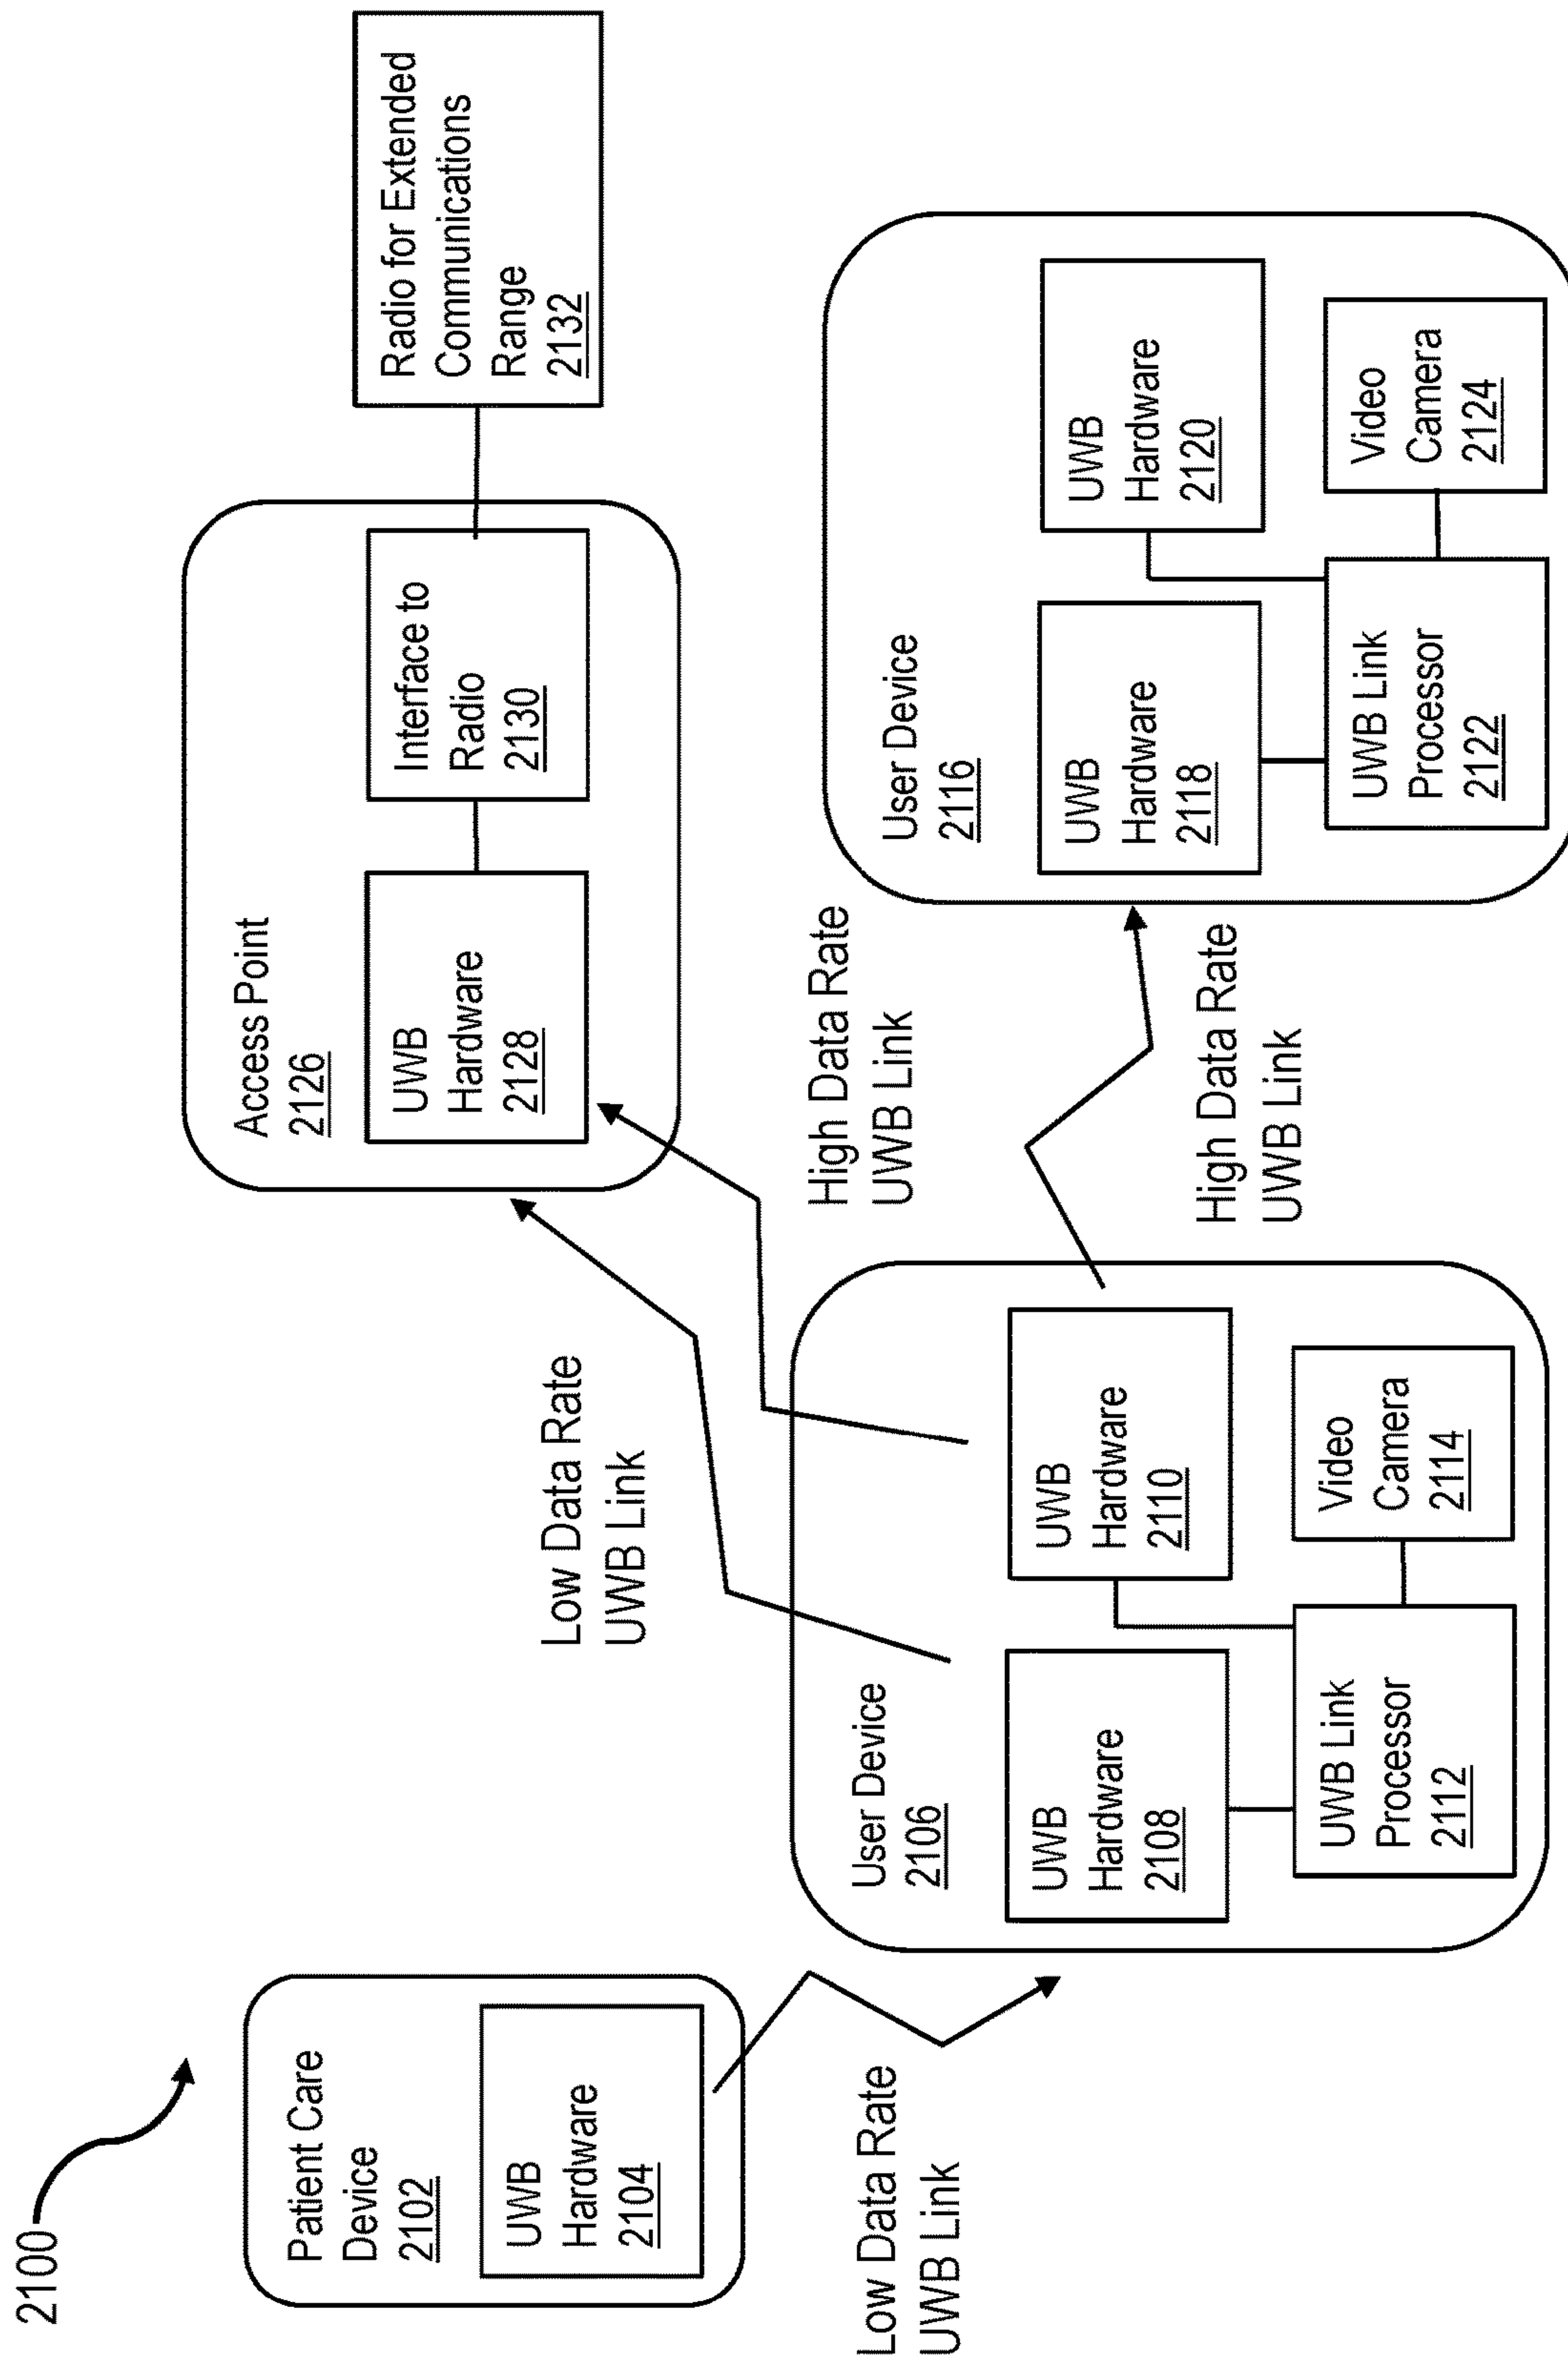 2100
Patient Care
Device
2102
UWB
Hardware
2104
Low Data Rate
UWB Link
User Device
2106
UWB
Hardware
2108
UWB
Hardware
2110
UWB Link
Processor
2112
Video
Camera
2114
Low Data Rate
UWB Link
High Data Rate
UWB Link
Access Point
2126
UWB
Hardware
2128
Interface to
Radio
2130
Radio for Extended
Communications
Range
2132
High Data Rate
UWB Link
User Device
2116
UWB
Hardware
2118
UWB
Hardware
2120
UWB Link
Processor
2122
Video
Camera
2124